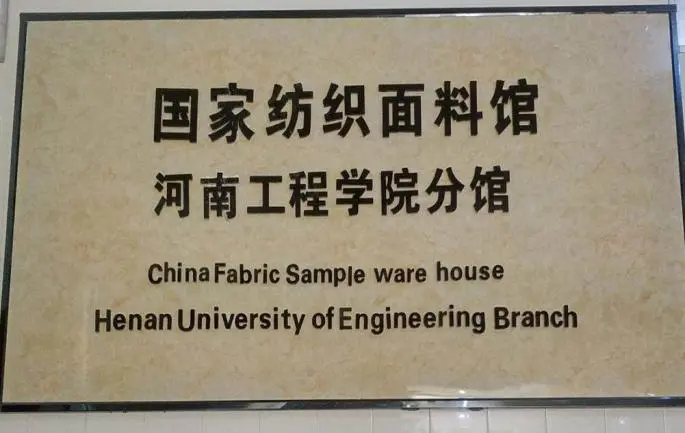 国家纺织面料馆
河南工程学院分馆
China Fabric Sample ware house
Henan University of Engineering Branch